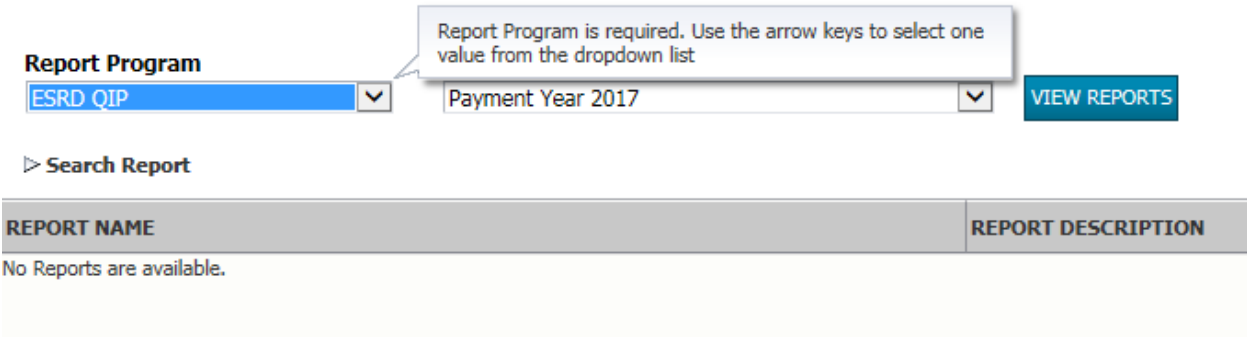 Report Program is required. Use the arrow keys to select one
value from the dropdown list
Report Program
ESRD QIP
Payment Year 2017
VIEW REPORTS
Search Report
REPORT NAME
REPORT DESCRIPTION
No Reports are available.